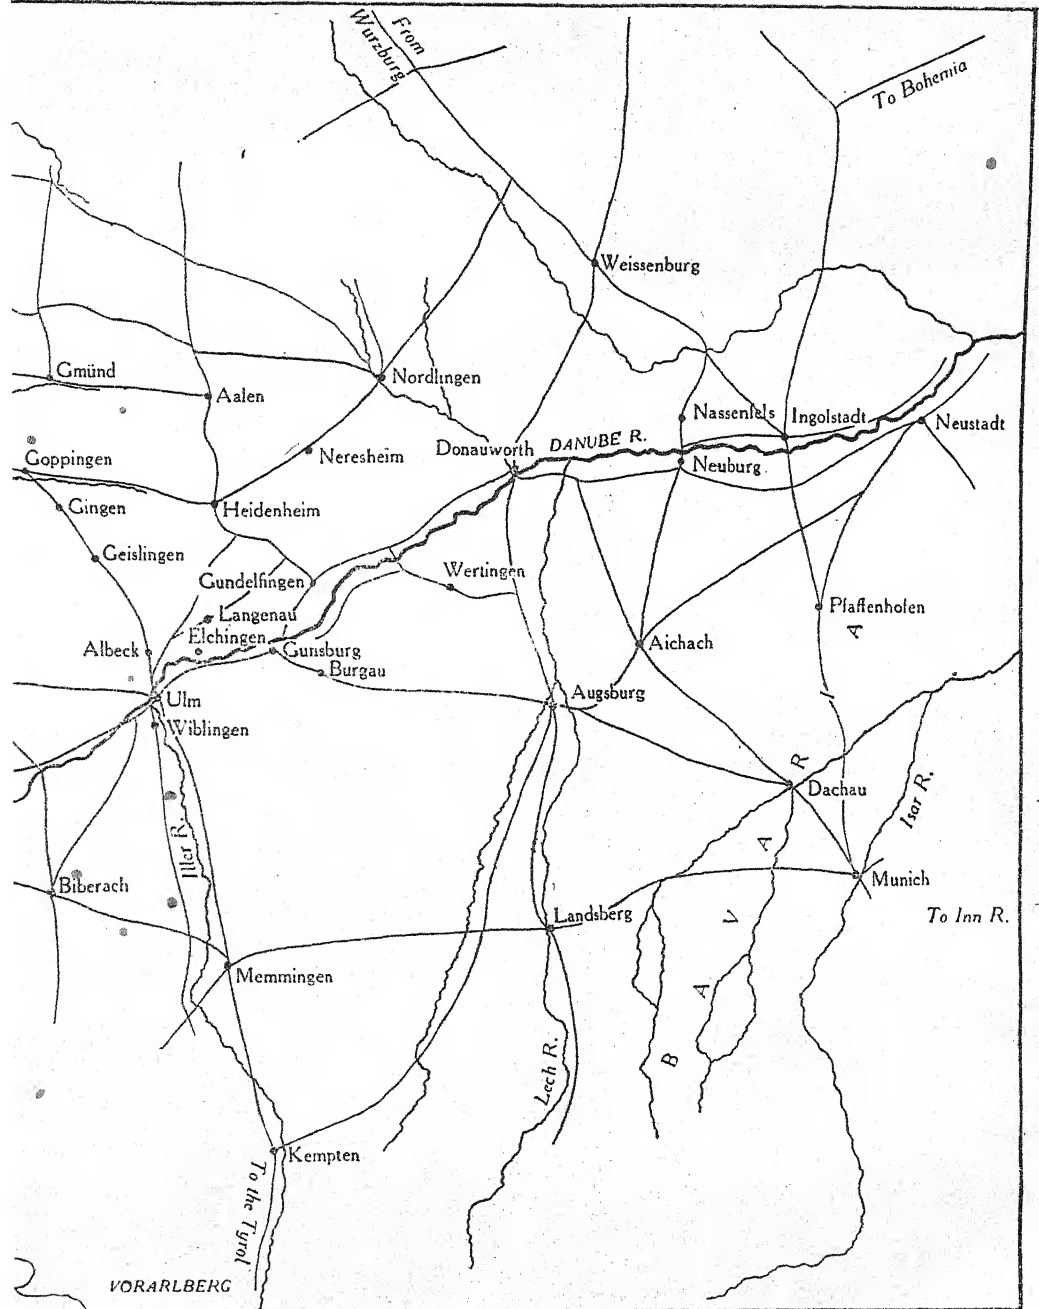 From
Wurzburg
To Bohemia
Weissenburg
Gmünd
Aalen
Nordlingen
Nassenfels
Ingolstadt
Neustadt
Goppingen
Neresheim
Donauworth
DANUBE R.
Neuburg
Gingen
Heidenheim
Geislingen
Gundelfingen
Wertingen
Langenau
Pfaffenhofen
Albeck
Elchingen
Gunsburg
Burgau
Aichach
Ulm
Augsburg
Wiblingen
Dachau
Iller R.
Isar R.
Biberach
Munich
Landsberg
To Inn R.
Memmingen
BAVARIA
Lech R.
Kempten
To the Tyrol
VORARLBERG